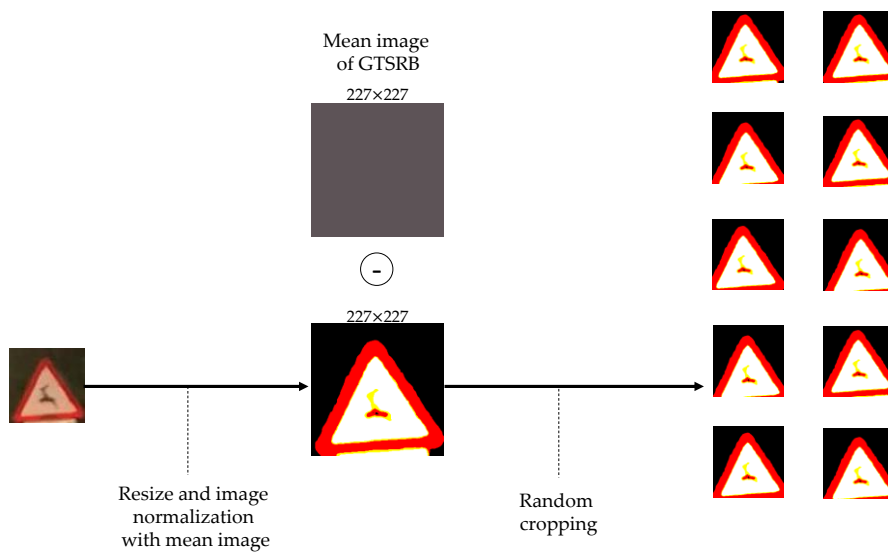 Mean image
of GTSRB
227×227
-
227×227
Resize and image
normalization
with mean image
Random
cropping